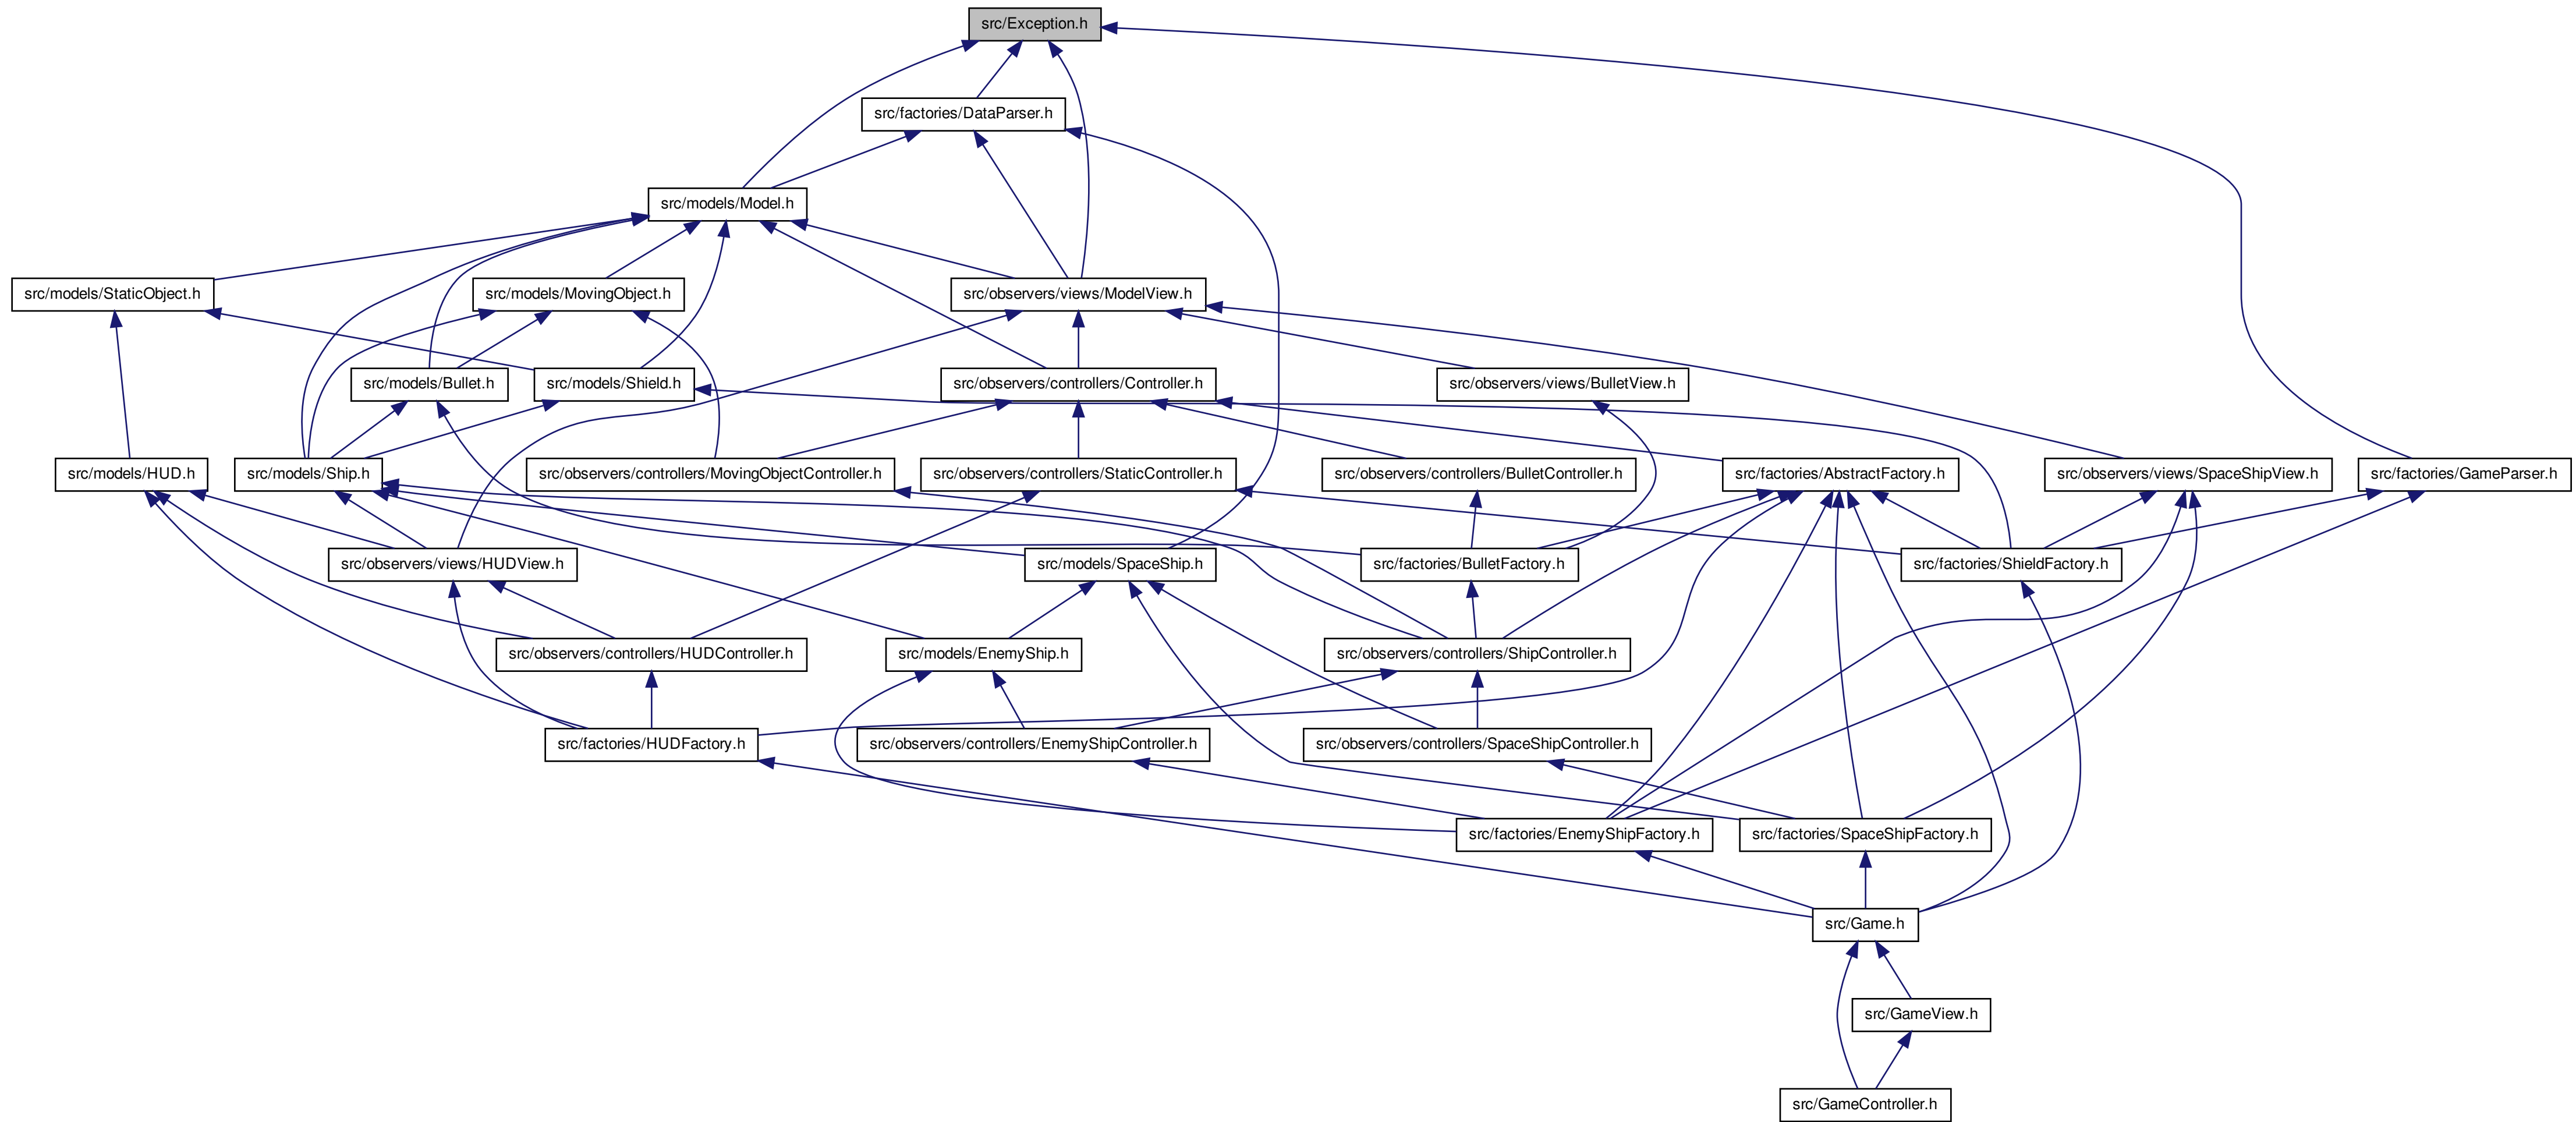 src/Exception.h
src/factories/DataParser.h
src/models/Model.h
src/models/StaticObject.h
src/models/MovingObject.h
src/observers/views/ModelView.h
src/models/Bullet.h
src/models/Shield.h
src/observers/controllers/Controller.h
src/observers/views/BulletView.h
src/models/HUD.h
src/models/Ship.h
src/observers/controllers/MovingObjectController.h
src/observers/controllers/StaticController.h
src/observers/controllers/BulletController.h
src/factories/AbstractFactory.h
src/observers/views/SpaceShipView.h
src/factories/GameParser.h
src/observers/views/HUDView.h
src/models/SpaceShip.h
src/factories/BulletFactory.h
src/factories/ShieldFactory.h
src/observers/controllers/HUDController.h
src/models/EnemyShip.h
src/observers/controllers/ShipController.h
src/factories/HUDFactory.h
src/observers/controllers/EnemyShipController.h
src/observers/controllers/SpaceShipController.h
src/factories/EnemyShipFactory.h
src/factories/SpaceShipFactory.h
src/Game.h
src/GameView.h
src/GameController.h